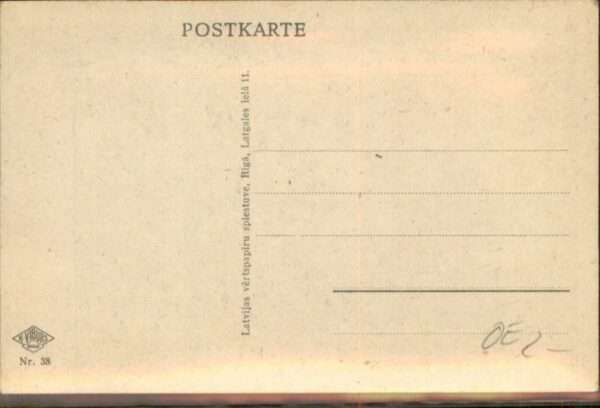 POSTKARTE
Latvijas vērtspapīru spiestuve, Rīgā, Latgales ielā 11.
Nr. 38
OE 2 –